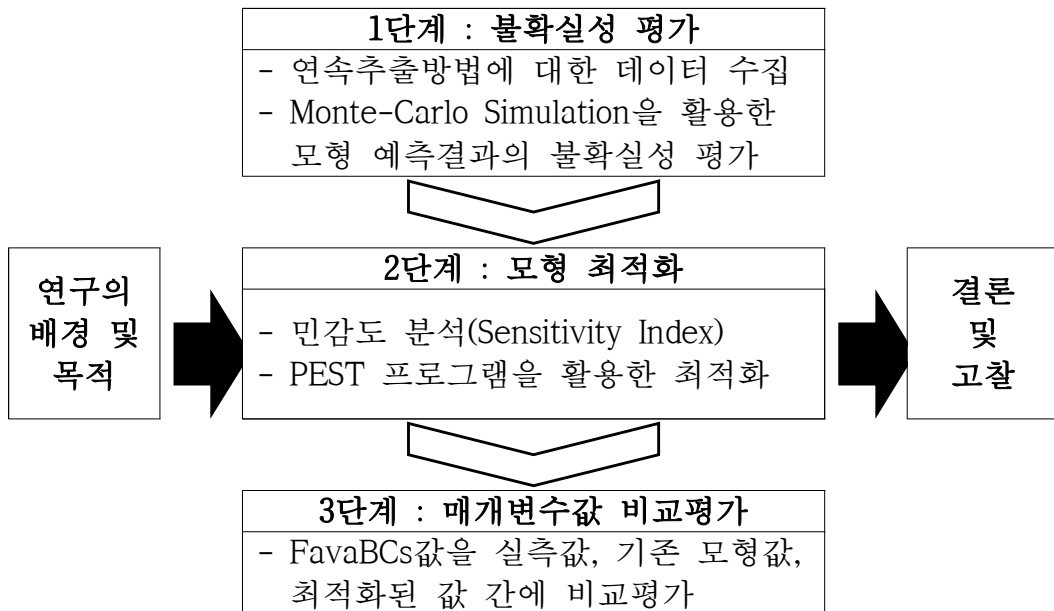 1단계 : 불확실성 평가
- 연속추출방법에 대한 데이터 수집
- Monte-Carlo Simulation을 활용한
모형 예측결과의 불확실성 평가
연구의
배경 및
목적
2단계 : 모형 최적화
- 민감도 분석(Sensitivity Index)
- PEST 프로그램을 활용한 최적화
결론
및
고찰
3단계 : 매개변수값 비교평가
- FavaBCs값을 실측값, 기존 모형값,
최적화된 값 간에 비교평가